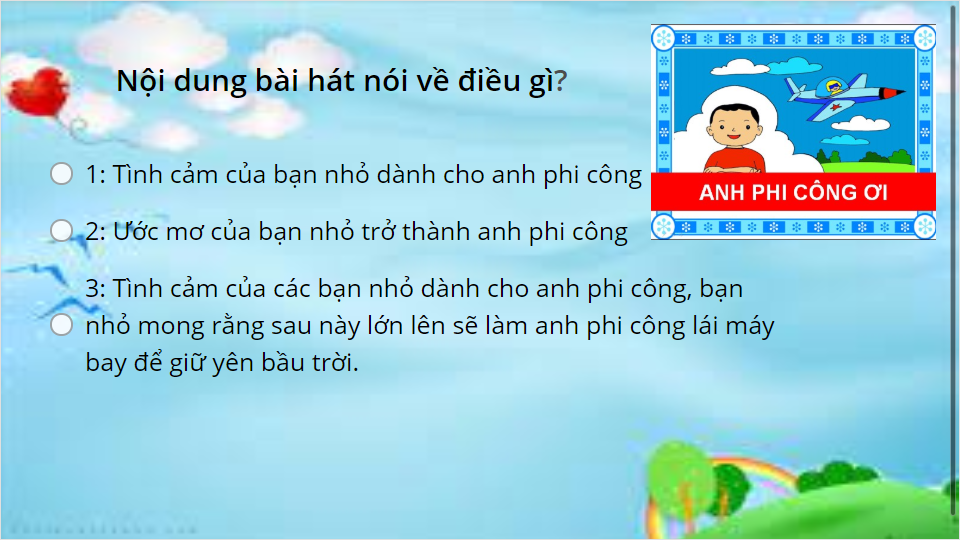 Nội dung bài hát nói về điều gì?
ANH PHI CÔNG ƠI
1: Tình cảm của bạn nhỏ dành cho anh phi công
2: Ước mơ của bạn nhỏ trở thành anh phi công
3: Tình cảm của các bạn nhỏ dành cho anh phi công, bạn
nhỏ mong rằng sau này lớn lên sẽ làm anh phi công lái máy
bay để giữ yên bầu trời.